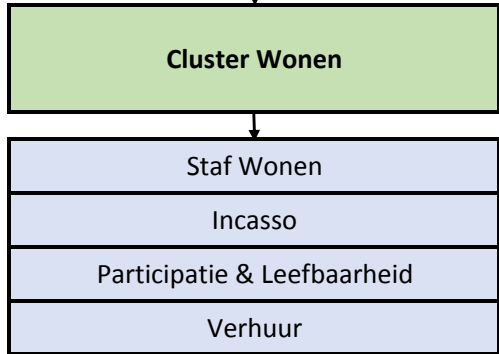 Cluster Wonen
Staf Wonen
Incasso
Participatie & Leefbaarheid
Verhuur